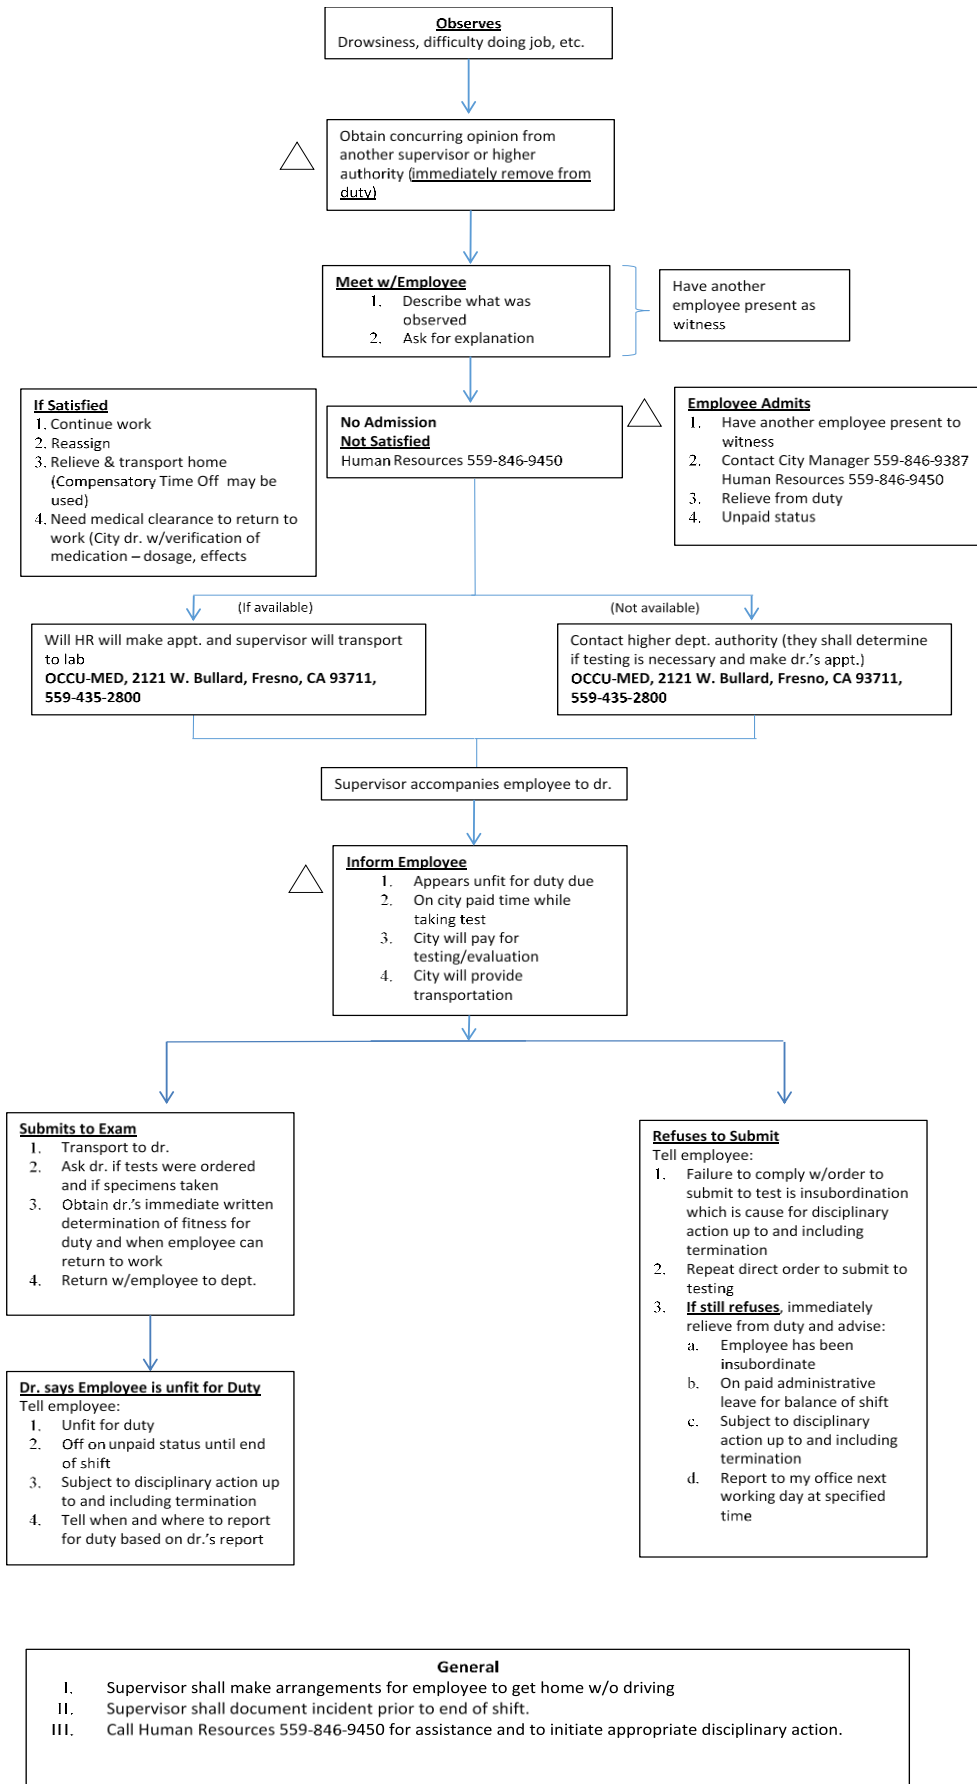 Observes
Drowsiness, difficulty doing job, etc.
Obtain concurring opinion from
another supervisor or higher
authority (immediately remove from
duty)
Meet w/Employee
1. Describe what was
observed
2. Ask for explanation
Have another
employee present as
witness
If Satisfied
1. Continue work
2. Reassign
3. Relieve & transport home
(Compensatory Time Off may be
used)
4. Need medical clearance to return to
work (City dr. w/verification of
medication – dosage, effects
No Admission
Not Satisfied
Human Resources 559-846-9450
Employee Admits
1. Have another employee present to
witness
2. Contact City Manager 559-846-9387
Human Resources 559-846-9450
3. Relieve from duty
4. Unpaid status
(If available)
(Not available)
Will HR will make appt. and supervisor will transport
to lab
OCCU-MED, 2121 W. Bullard, Fresno, CA 93711,
559-435-2800
Contact higher dept. authority (they shall determine
if testing is necessary and make dr.'s appt.)
OCCU-MED, 2121 W. Bullard, Fresno, CA 93711,
559-435-2800
Supervisor accompanies employee to dr.
Inform Employee
1. Appears unfit for duty due
2. On city paid time while
taking test
3. City will pay for
testing/evaluation
4. City will provide
transportation
Submits to Exam
1. Transport to dr.
2. Ask dr. if tests were ordered
and if specimens taken
3. Obtain dr.'s immediate written
determination of fitness for
duty and when employee can
return to work
4. Return w/employee to dept.
Refuses to Submit
Tell employee:
1. Failure to comply w/order to
submit to test is insubordination
which is cause for disciplinary
action up to and including
termination
2. Repeat direct order to submit to
testing
3. If still refuses, immediately
relieve from duty and advise:
a. Employee has been
insubordinate
b. On paid administrative
leave for balance of shift
c. Subject to disciplinary
action up to and including
termination
d. Report to my office next
working day at specified
time
Dr. says Employee is unfit for Duty
Tell employee:
1. Unfit for duty
2. Off on unpaid status until end
of shift
3. Subject to disciplinary action up
to and including termination
4. Tell when and where to report
for duty based on dr.'s report
General
I. Supervisor shall make arrangements for employee to get home w/o driving
II. Supervisor shall document incident prior to end of shift.
III. Call Human Resources 559-846-9450 for assistance and to initiate appropriate disciplinary action.